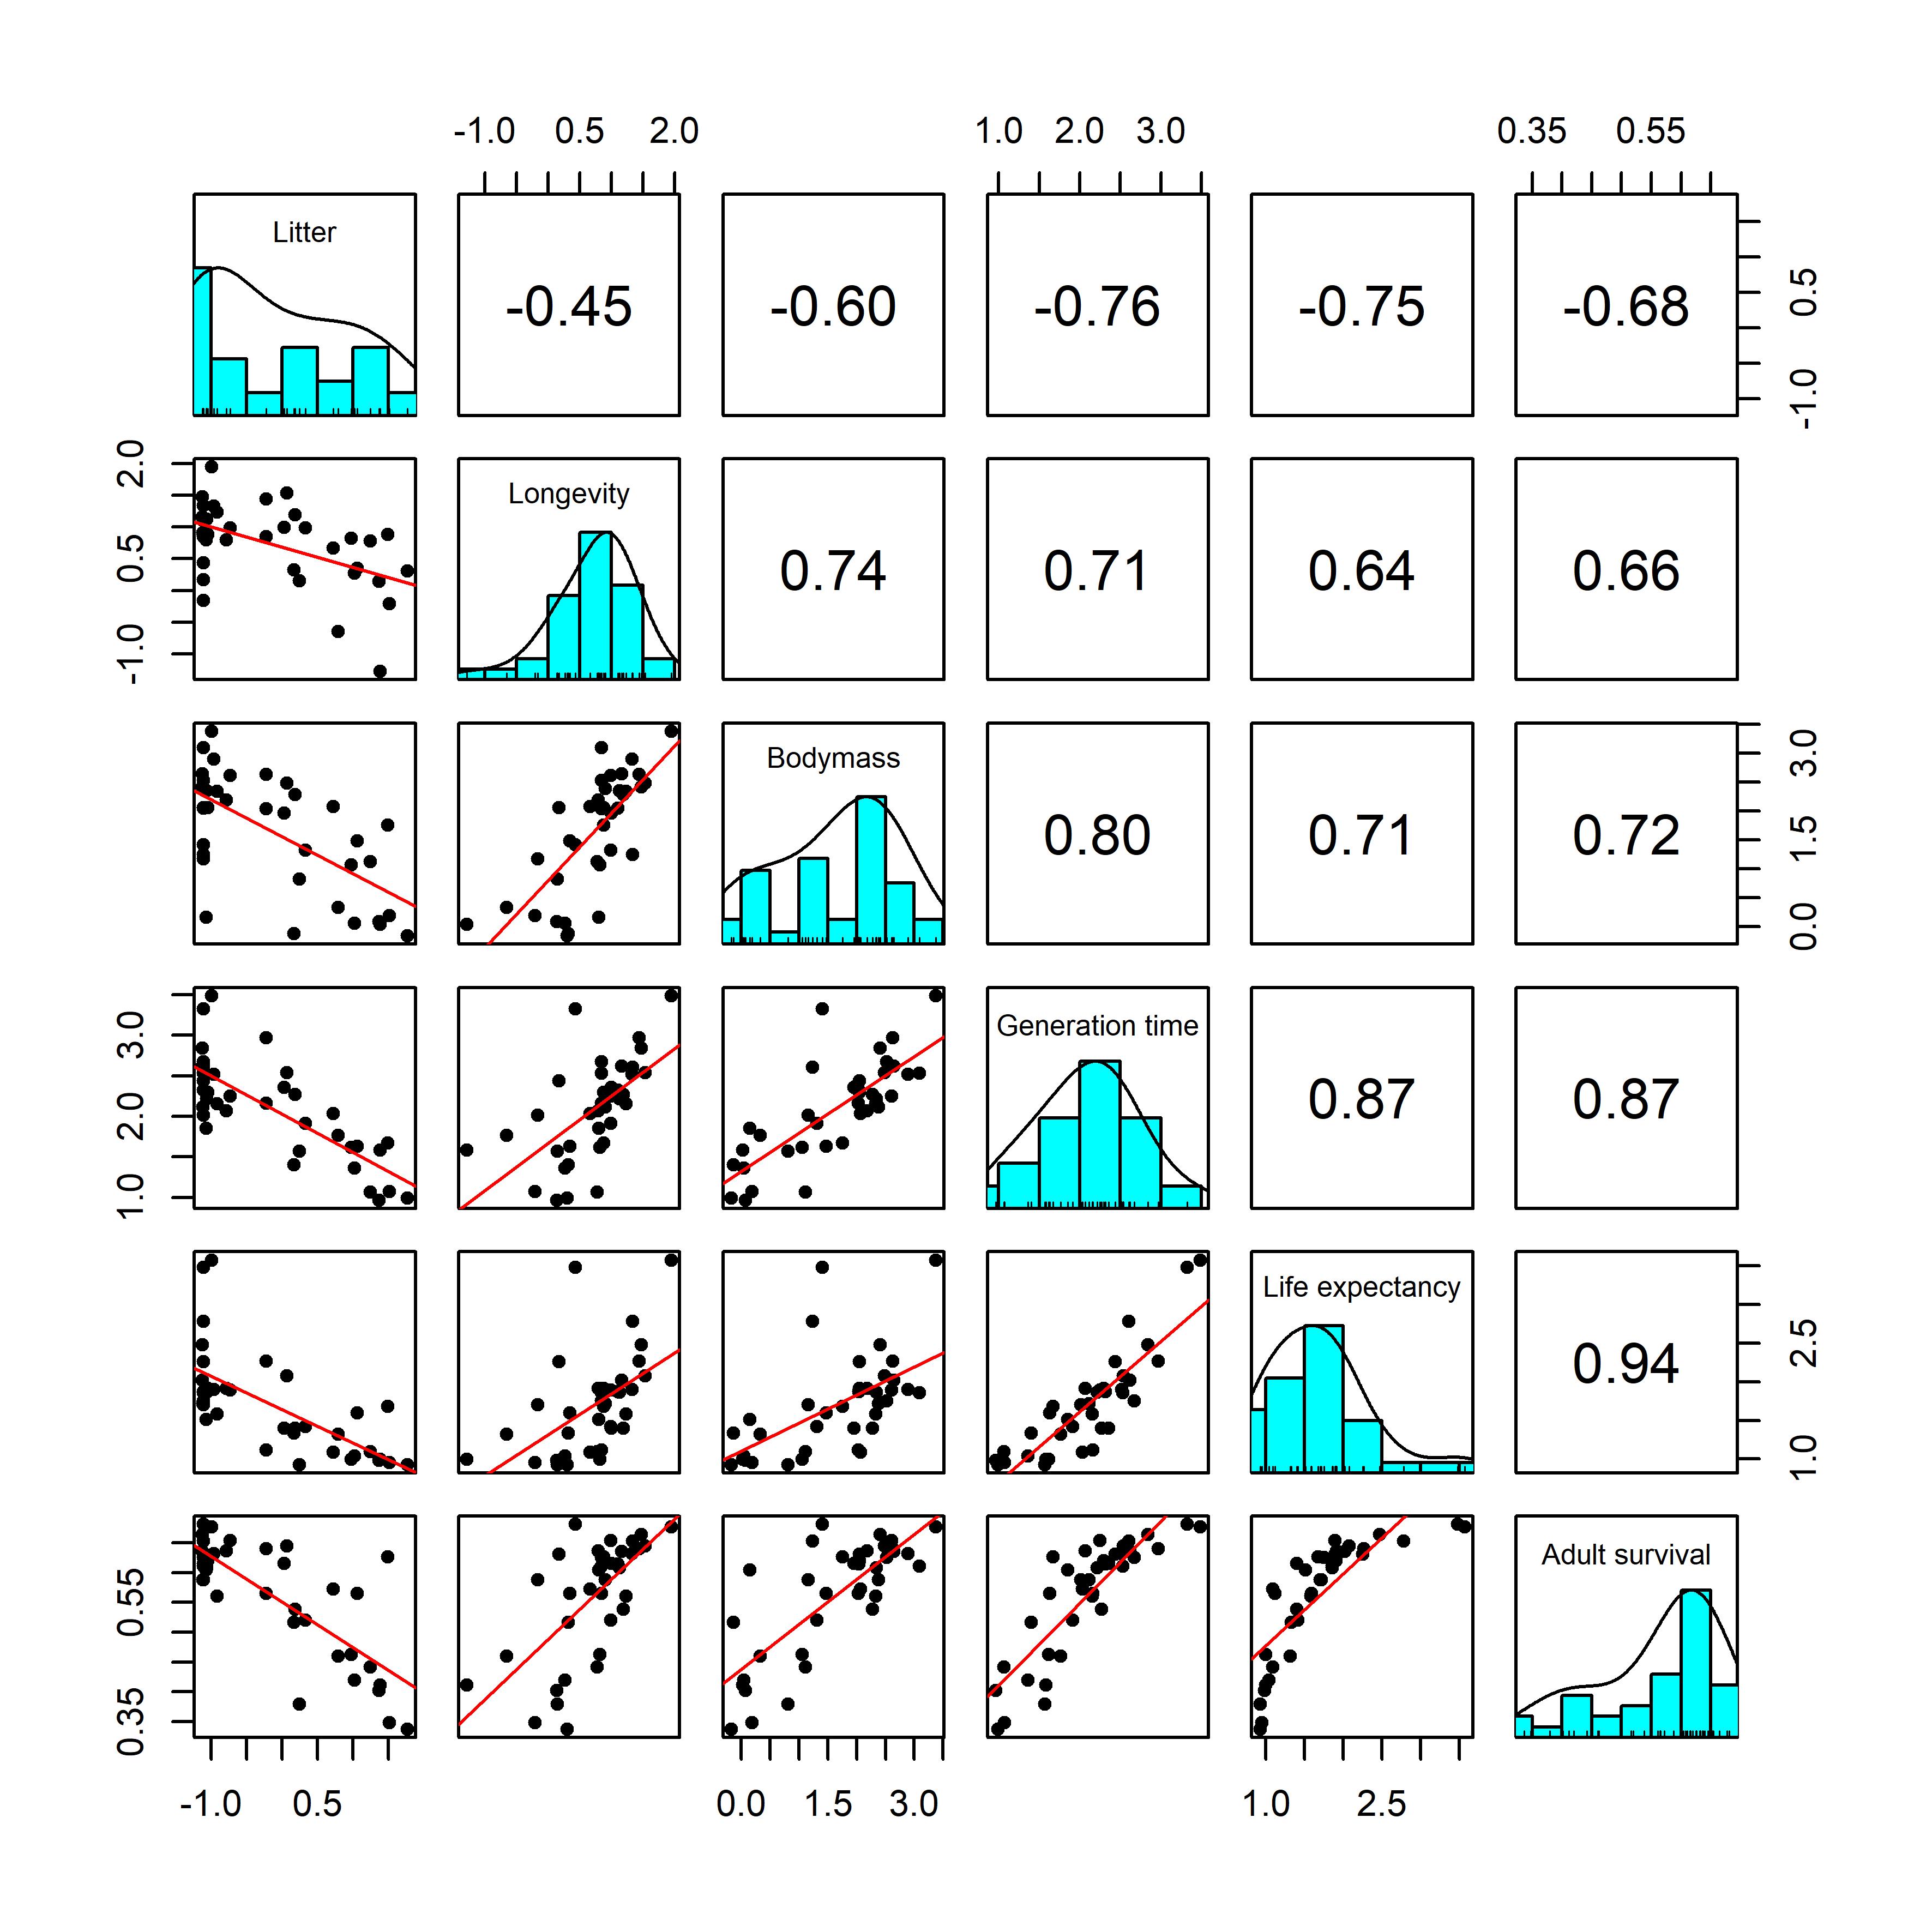 -1.0 0.5 2.0 1.0 2.0 3.0 0.35 0.55
Litter -0.45 -0.60 -0.76 -0.75 -0.68 -1.0 0.5
-1.0 0.5 2.0 Longevity 0.74 0.71 0.64 0.66
Bodymass 0.80 0.71 0.72 0.0 1.5 3.0
1.0 2.0 3.0 Generation time 0.87 0.87
Life expectancy 0.94 1.0 2.5
0.35 0.55 Adult survival
-1.0 0.5 0.0 1.5 3.0 1.0 2.5